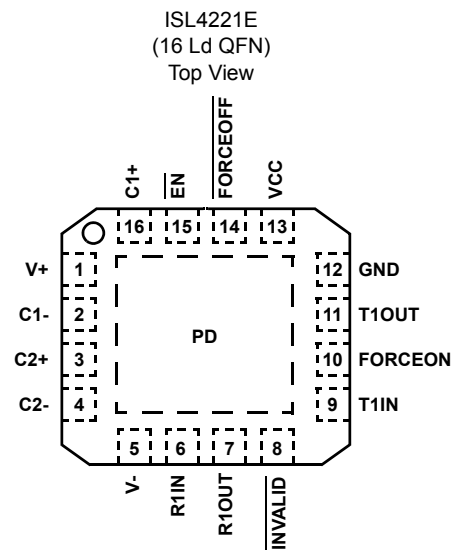 ISL4221E
(16 Ld QFN)
Top View
C1+
EN
FORCEOFF
VCC
16
15
14
13
V+
1
12
GND
C1-
2
11
T1OUT
PD
C2+
3
10
FORCEON
C2-
4
9
T1IN
5
6
7
8
V-
R1IN
R1OUT
INVALID